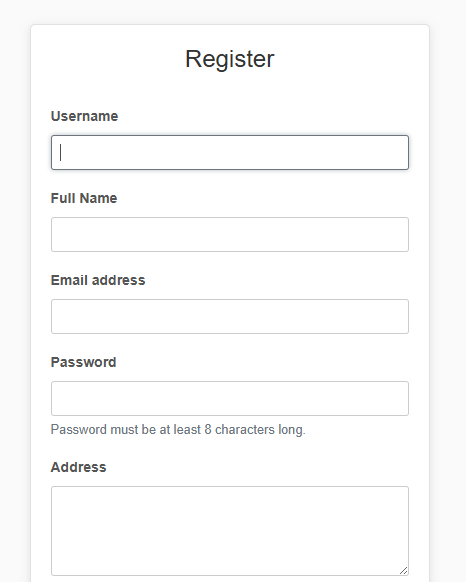 Register
Username
Full Name
Email address
Password
Password must be at least 8 characters long.
Address